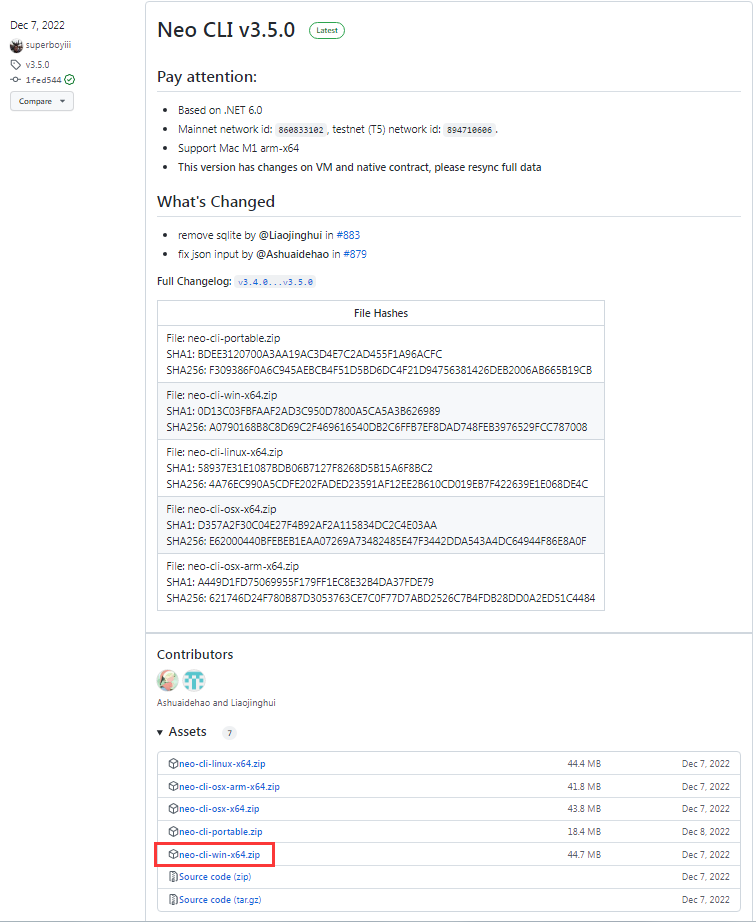 Dec 7, 2022
superboyiii
v3.5.0
1fed544
Compare
Neo CLI v3.5.0 Latest
Pay attention:
Based on .NET 6.0
Mainnet network id: 860833102, testnet (T5) network id: 894710606.
Support Mac M1 arm-x64
This version has changes on VM and native contract, please resync full data
What's Changed
remove sqlite by @Liaojinghui in #883
fix json input by @Ashuaidehao in #879
Full Changelog: v3.4.0...v3.5.0
File Hashes
File: neo-cli-portable.zip
SHA1: BDEE3120700A3AA19AC3D4E7C2AD455F1A96ACFC
SHA256: F309386F0A6C945AEBCB4F51D5BD6DC4F21D94756381426DEB2006AB665B19CB
File: neo-cli-win-x64.zip
SHA1: 0D13C03FBFAAF2AD3C950D7800A5CA5A3B626989
SHA256: A0790168B8C8D69C2F469616540DB2C6FFB7EF8DAD748FEB3976529FCC787008
File: neo-cli-linux-x64.zip
SHA1: 58937E31E1087BDB06B7127F8268D5B15A6F8BC2
SHA256: 4A76EC990A5CDFE202FADED23591AF12EE2B610CD019EB7F422639E1E068DE4C
File: neo-cli-osx-x64.zip
SHA1: D357A2F30C04E27F4B92AF2A115834DC2C4E03AA
SHA256: E62000440BFEBEB1EAA07269A73482485E47F3442DDA543A4DC64944F86E8A0F
File: neo-cli-osx-arm-x64.zip
SHA1: A449D1FD75069955F179FF1EC8E32B4DA37FDE79
SHA256: 621746D24F780B87D3053763CE7C0F77D7ABD2526C7B4FDB28DD0A2ED51C4484
Contributors
Ashuaidehao and Liaojinghui
Assets 7
neo-cli-linux-x64.zip 44.4 MB Dec 7, 2022
neo-cli-osx-arm-x64.zip 41.8 MB Dec 7, 2022
neo-cli-osx-x64.zip 43.8 MB Dec 7, 2022
neo-cli-portable.zip 18.4 MB Dec 8, 2022
neo-cli-win-x64.zip 44.7 MB Dec 7, 2022
Source code (zip) Dec 7, 2022
Source code (tar.gz) Dec 7, 2022